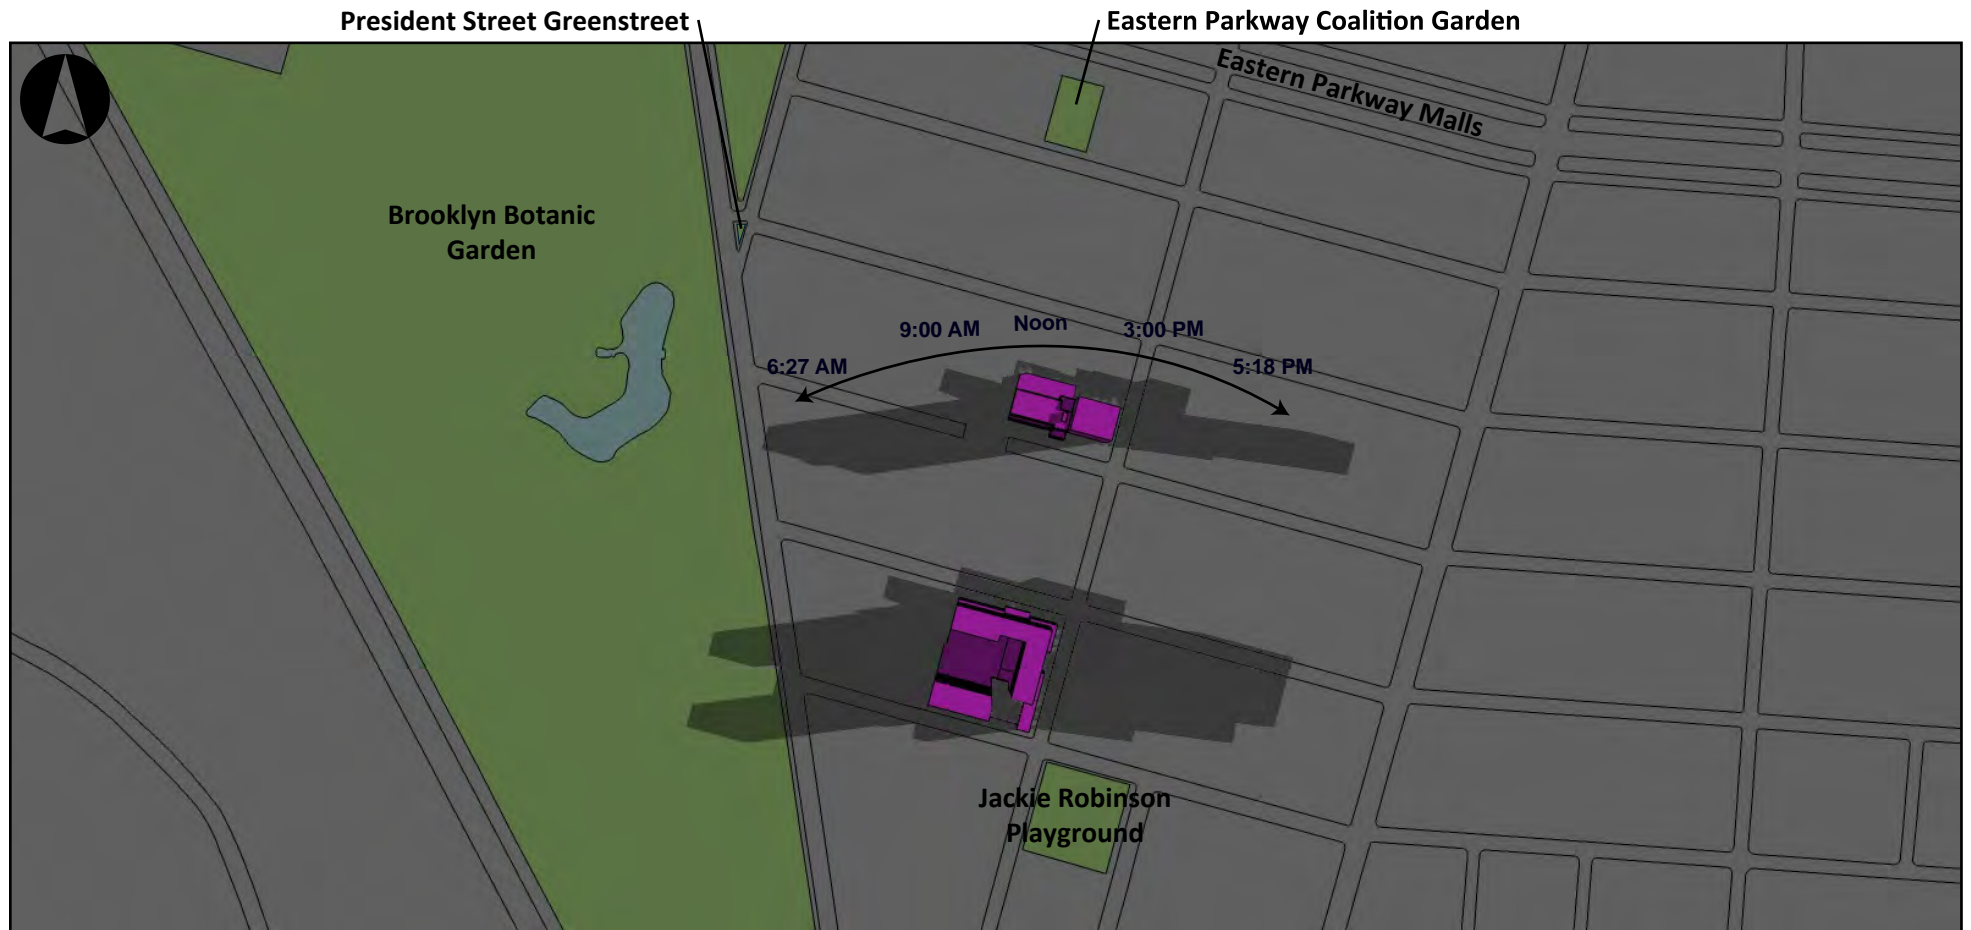 President Street Greenstreet
Eastern Parkway Coalition Garden
Eastern Parkway Malls
Brooklyn Botanic
Garden
9:00 AM
Noon
3:00 PM
6:27 AM
5:18 PM
Jackie Robinson
Playground